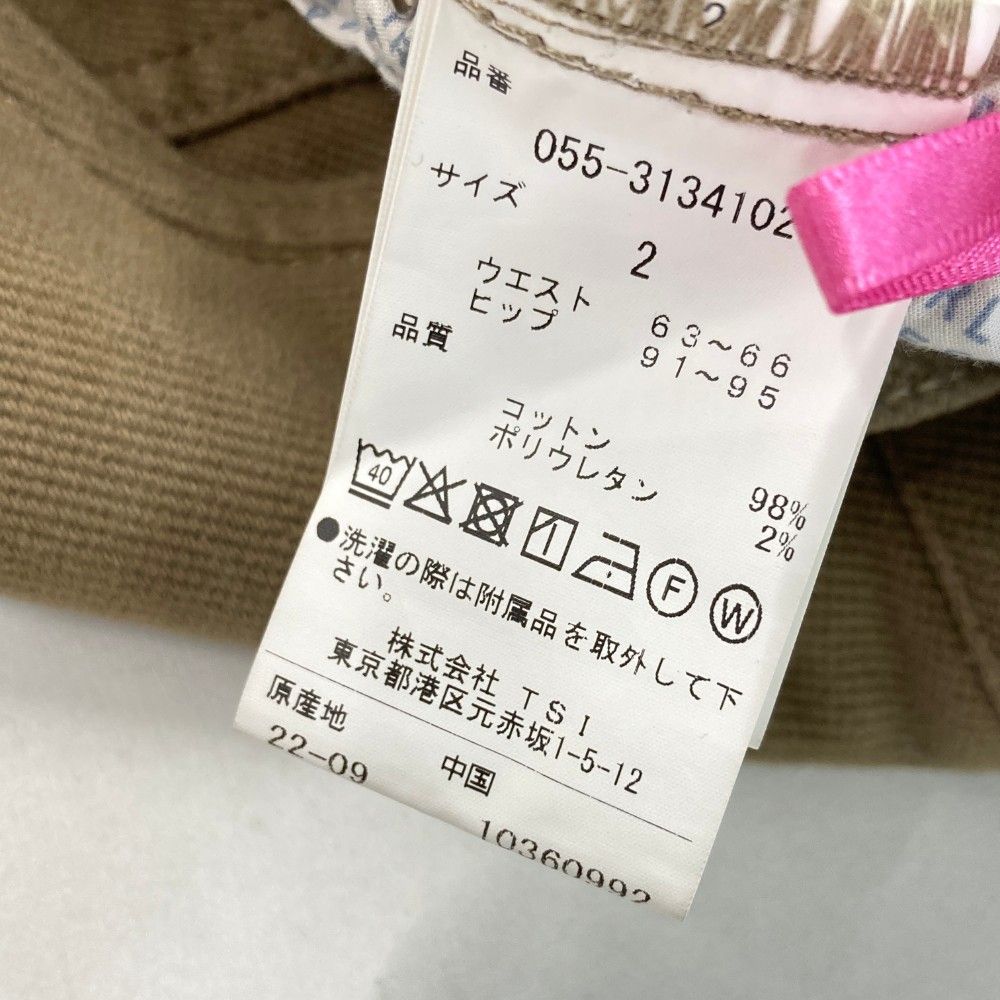 2
品番
055-3134102
サイズ
2
ウエスト 63~66
ヒップ 91~95
品質
コットン 98%
ポリウレタン 2%
40
F W
●洗濯の際は附属品を取外して下
さい。
株式会社 TSI
東京都港区元赤坂1-5-12
原産地
中国
22-09
10360992